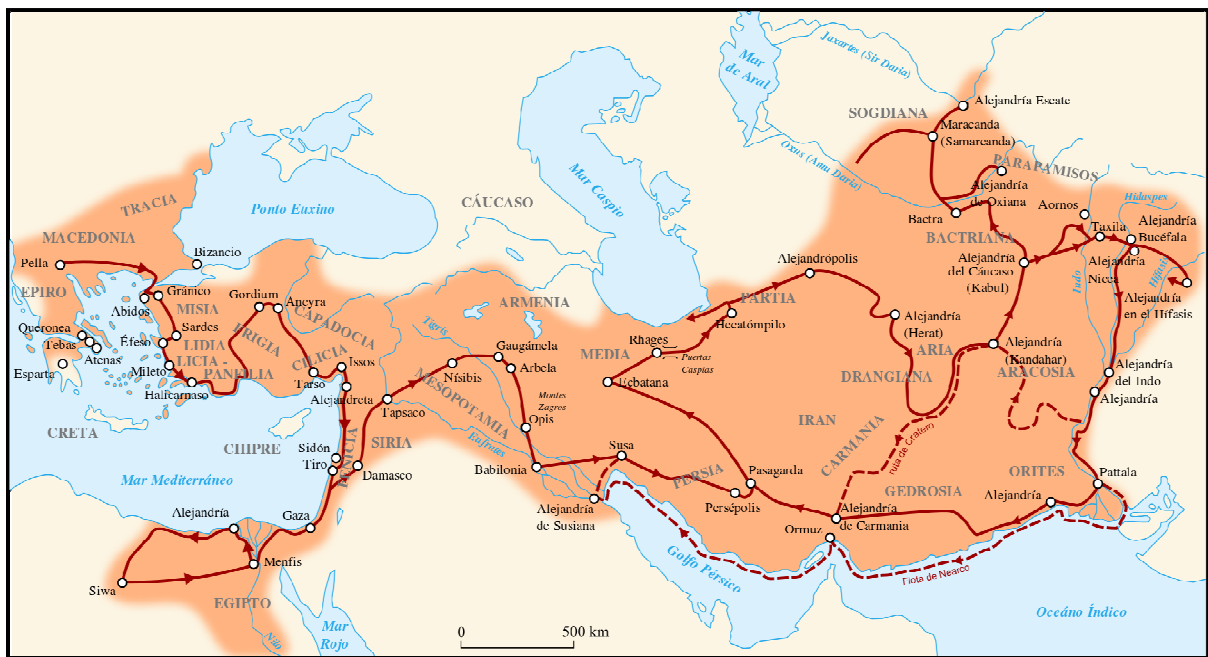 Mar
de Aral
Jaxartes (Sir Daria)
SOGDIANA
Alejandría Escate
Maracanda
(Samarcanda)
Oxus (Amu Daria)
PARAPAMISOS
Alejandría
de Oxiana
Bactra
BACTRIANA
Aornos
Hidaspes
Taxila
Alejandría
Bucéfala
Alejandría
Nicea
Hífasis
Indo
Alejandría
en el Hífasis
Alejandría
del Cáucaso
(Kabul)
TRACIA
MACEDONIA
Pella
EPIRO
Ponto Euxino
Bizancio
CÁUCASO
Mar Caspio
Gránico
Abidos
MISIA
Gordium
Ancyra
CAPADOCIA
ARMENIA
Queronea
Tebas
Atenas
Esparta
Sardes
Éfeso
LIDIA
LICIA -
PANFILIA
FRIGIA
Mileto
Halicarnaso
CILICIA
Tarso
Issos
Alejandreta
Tigris
Gaugámela
Arbela
Nísibis
MESOPOTAMIA
Montes
Zagros
Tapsaco
Opis
Eufrates
Babilonia
CRETA
CHIPRE
SIRIA
FENICIA
Sidón
Tiro
Damasco
Mar Mediterráneo
Alejandría
Gaza
Menfis
Siwa
EGIPTO
Nilo
Mar
Rojo
0
500 km
Alejandrópolis
PARTIA
Hecatómpilo
Rhages
Puertas
Caspias
MEDIA
Ecbatana
Alejandría
(Herat)
ARIA
DRANGIANA
Alejandría
(Kandahar)
ARACOSIA
Alejandría
del Indo
Alejandría
IRAN
CARMANIA
ruta de Cratero
Susa
PERSIA
Pasagarda
Persépolis
Alejandría
de Susiana
Golfo Pérsico
Ormuz
Alejandría
de Carmania
GEDROSIA
ORITES
Alejandría
Pattala
Flota de Nearco
Oceáno Índico